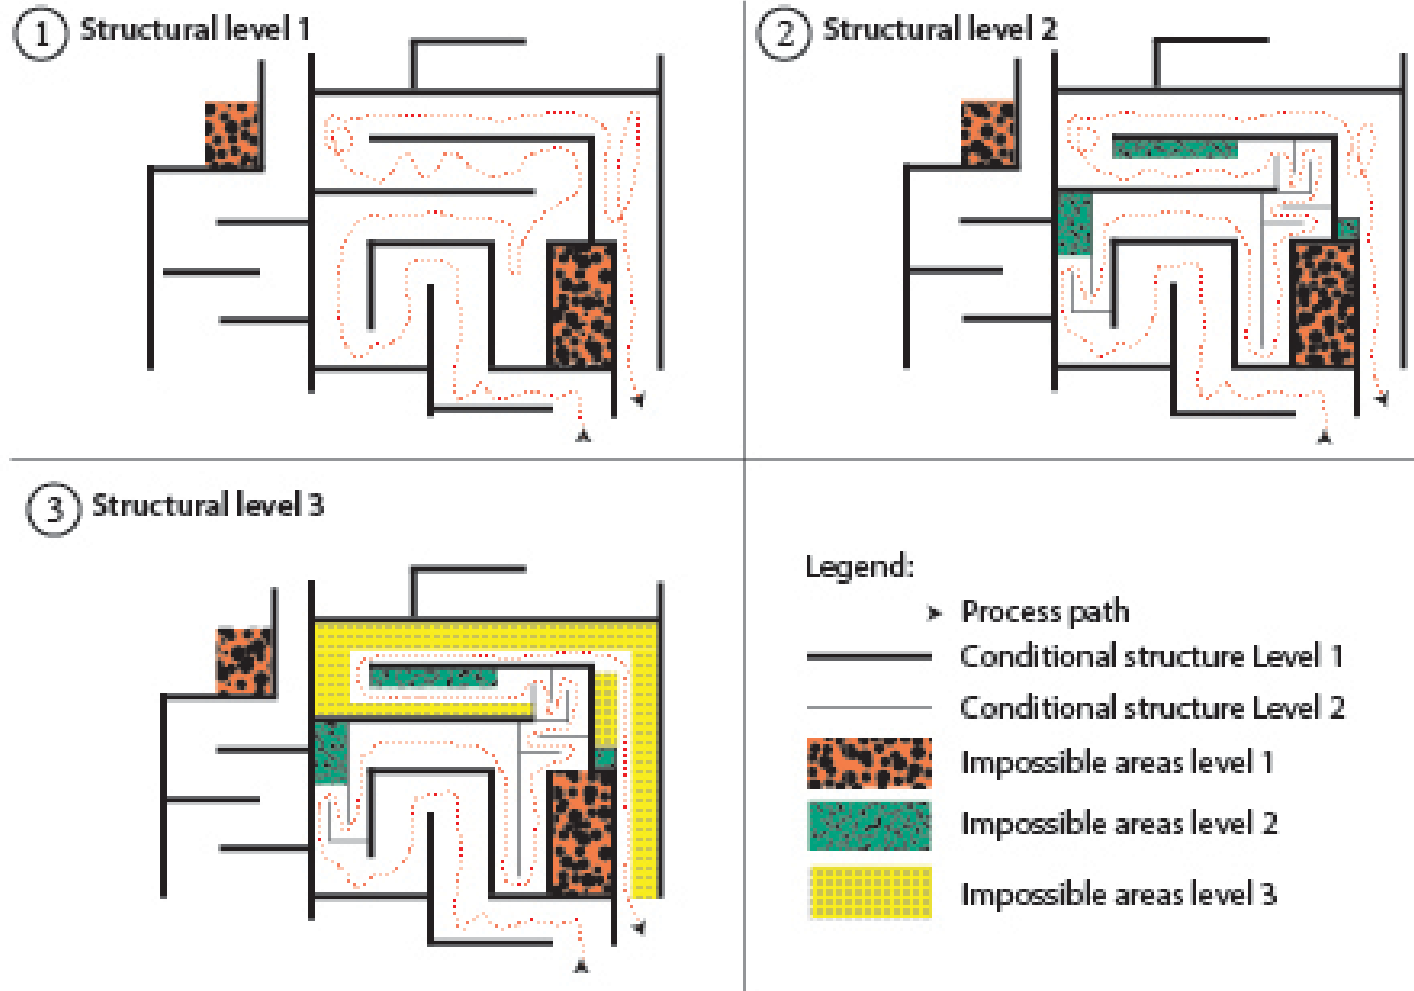 1 Structural level 1
2 Structural level 2
3 Structural level 3
Legend:
Process path
Conditional structure Level 1
Conditional structure Level 2
Impossible areas level 1
Impossible areas level 2
Impossible areas level 3